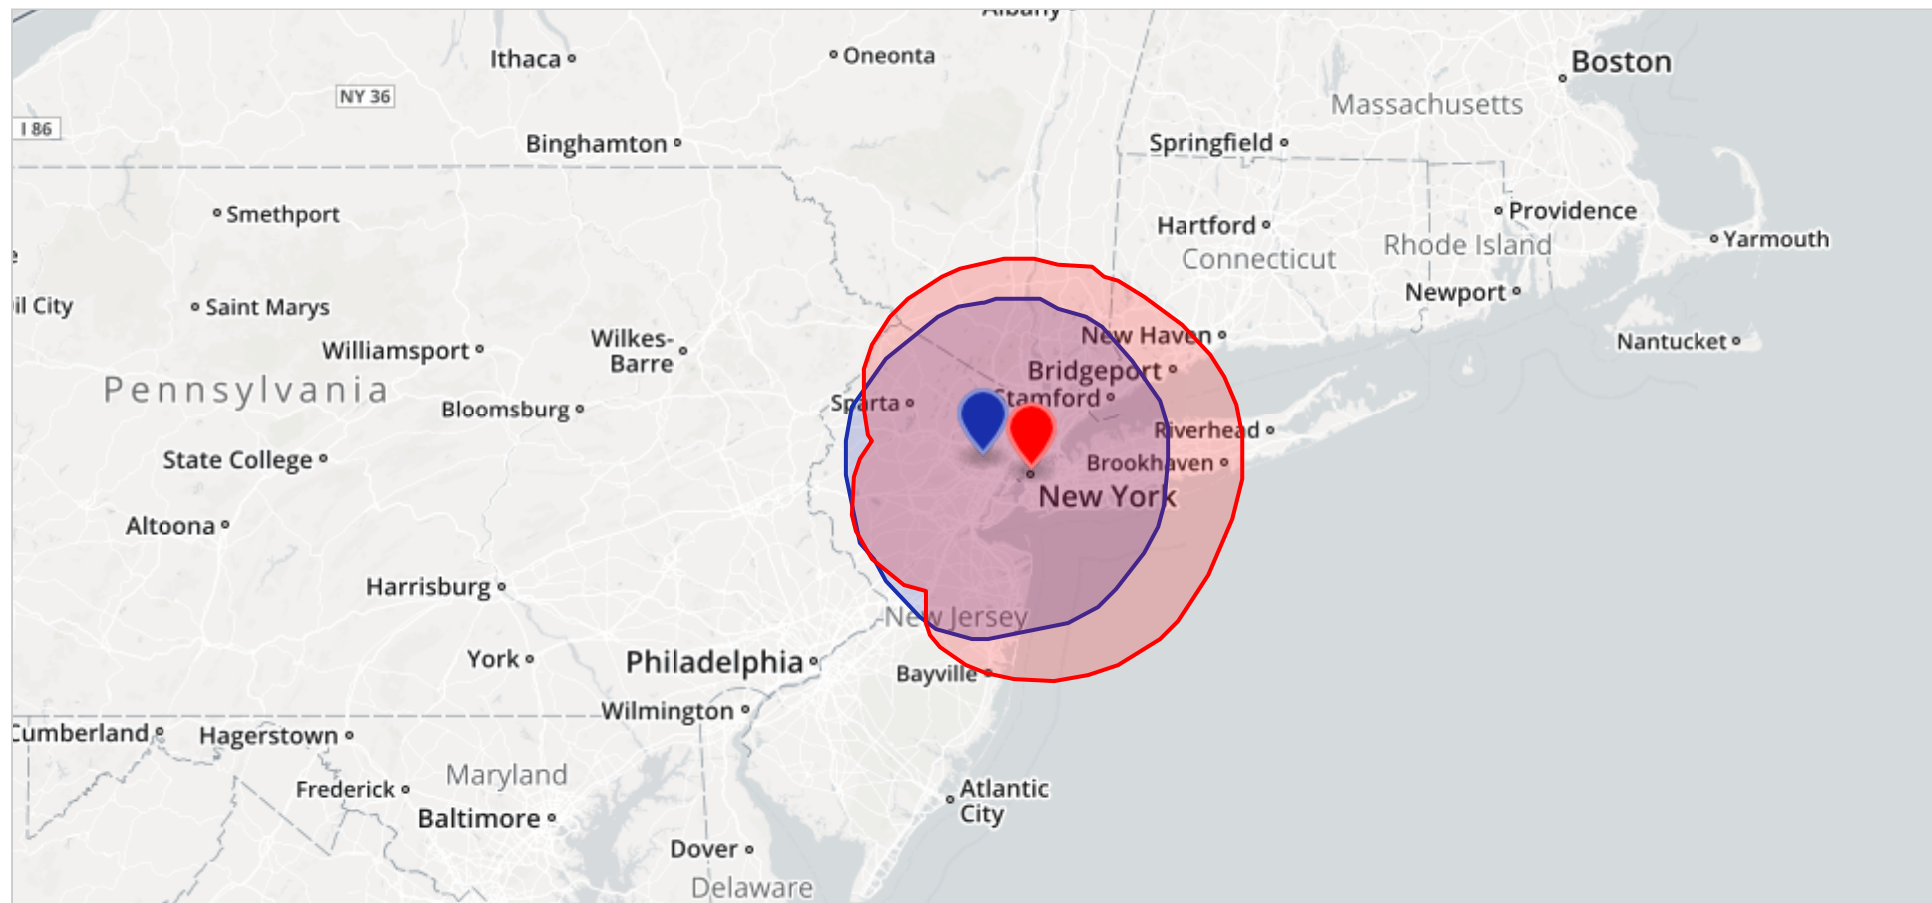 Albany
Ithaca
Oneonta
Boston
NY 36
Massachusetts
I 86
Binghamton
Springfield
Smethport
Hartford
Providence
Connecticut
Rhode Island
Yarmouth
il City
Saint Marys
Newport
Williamsport
Wilkes-
Barre
New Haven
Nantucket
Pennsylvania
Bridgeport
Bloomsburg
Sparta
Stamford
Riverhead
State College
Brookhaven
New York
Altoona
Harrisburg
New Jersey
York
Philadelphia
Bayville
Wilmington
Cumberland
Hagerstown
Maryland
Frederick
Atlantic
City
Baltimore
Dover
Delaware